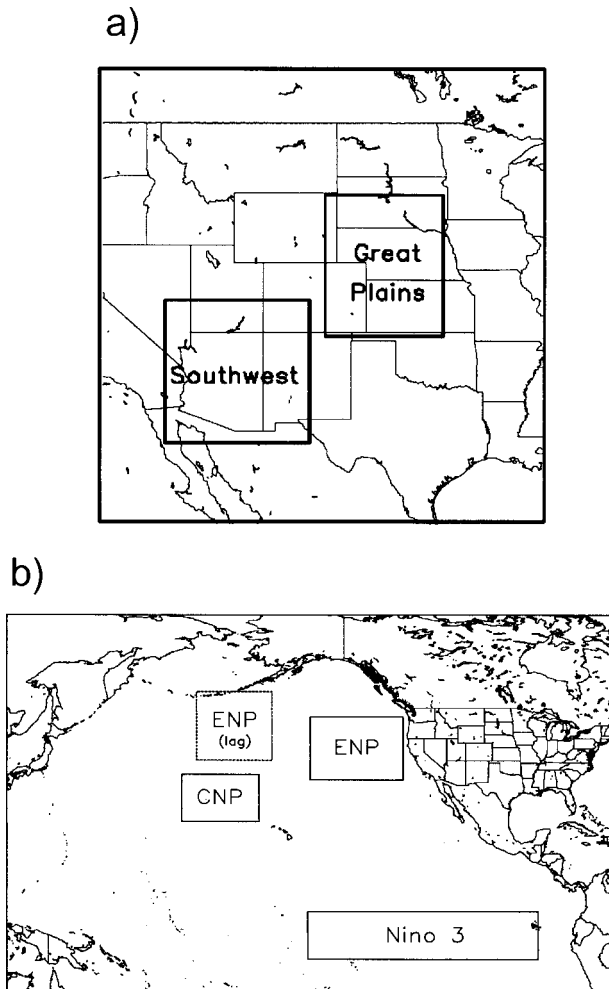 a)
Great
Plains
Southwest
b)
ENP
(lag)
ENP
CNP
Nino 3